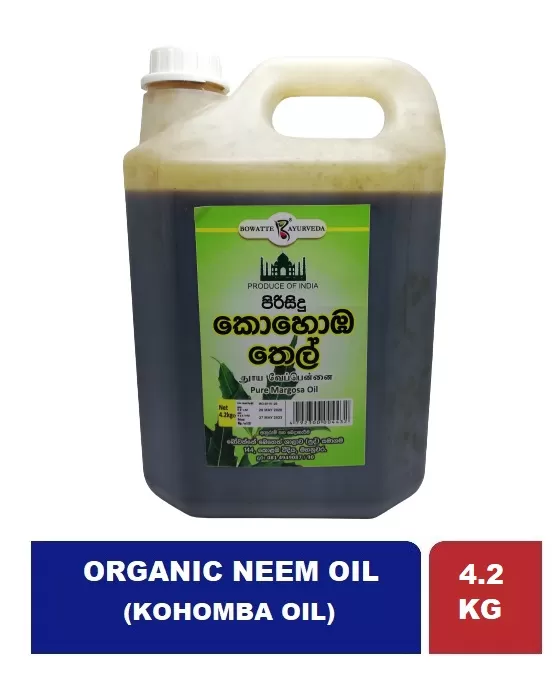 BOWATTE AYURVEDA
PRODUCE OF INDIA
පිරිසිදු
කොහොඹ
තෙල්
தூய வேப்பெண்ணை
Pure Margosa Oil
Net
4.2kg
ORGANIC NEEM OIL
(KOHOMBA OIL)
4.2
KG